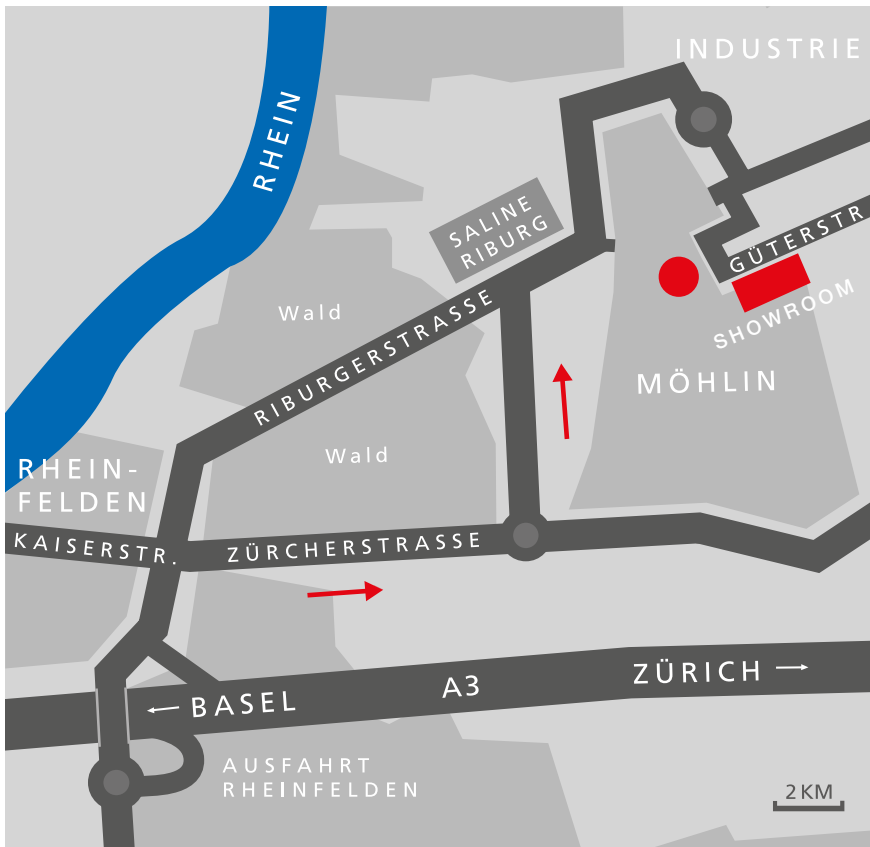 INDUSTRIE
RHEIN
SALINE
RIBURG
GÜTERSTR
SHOWROOM
Wald
RIBURGERSTRASSE
MÖHLIN
Wald
RHEIN-
FELDEN
KAISERSTR.
ZÜRCHERSTRASSE
← BASEL
A3
ZÜRICH →
AUSFAHRT
RHEINFELDEN
2 KM